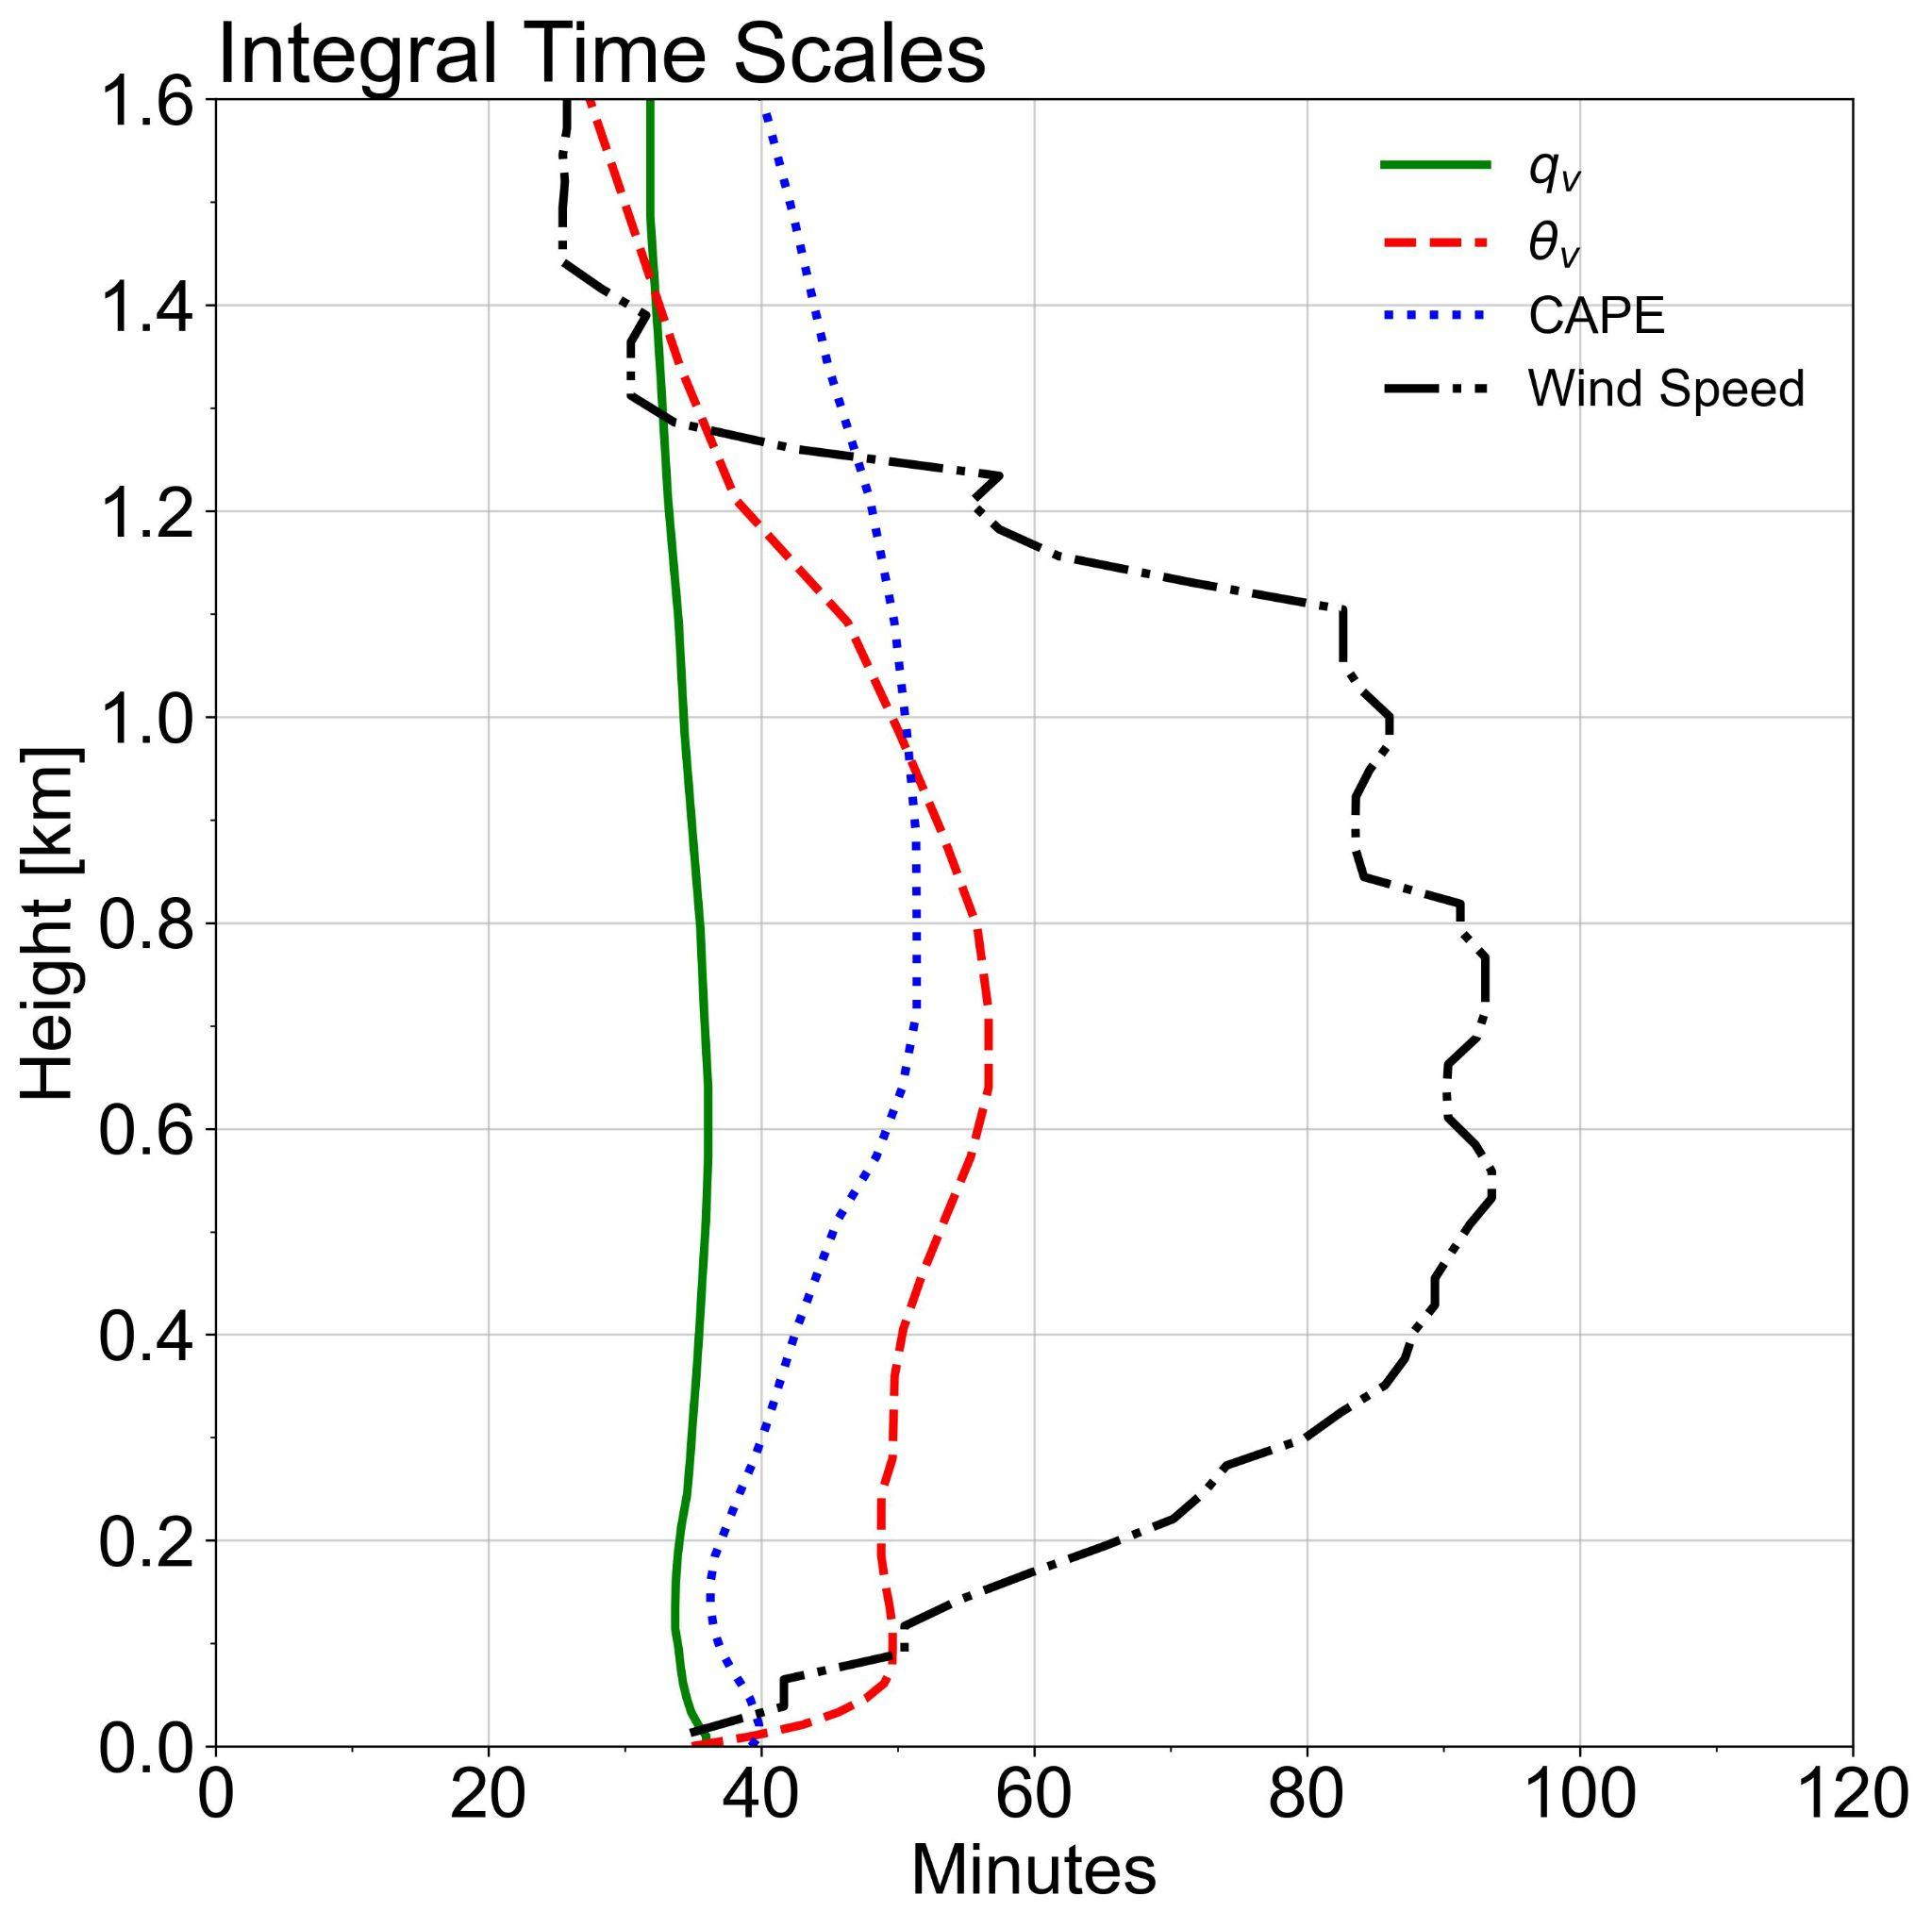 Integral Time Scales
1.6
1.4
1.2
1.0
0.8
0.6
0.4
0.2
0.0
Height [km]
qᵥ
θᵥ
CAPE
Wind Speed
0 20 40 60 80 100 120
Minutes